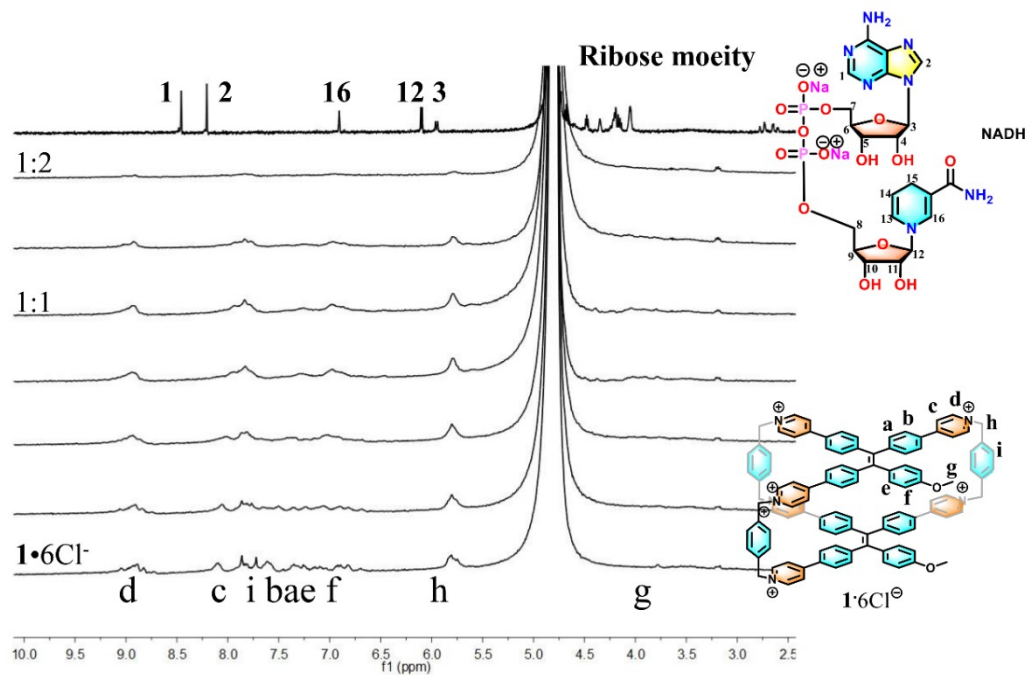 Ribose moeity
1 2 16 12 3
1:2
1:1
1•6Cl⁻
d c i bae f h g
10.0 9.5 9.0 8.5 8.0 7.5 7.0 6.5 6.0 5.5 5.0 4.5 4.0 3.5 3.0 2.5
f1 (ppm)
NH₂
N N
1 N N 2
⊖⊕
ONa
O=P—O 7
O 6 O 3
5 4
⊖⊕
O=P—ONa
OH OH
NADH
O
15
14 NH₂
13 16
N
O 8
9 O 12
10 11
OH OH
⊕ N a b c d N ⊕
h
i
g
⊕ N e f O N ⊕
⊕ N
O
N ⊕
1·6Cl⊖